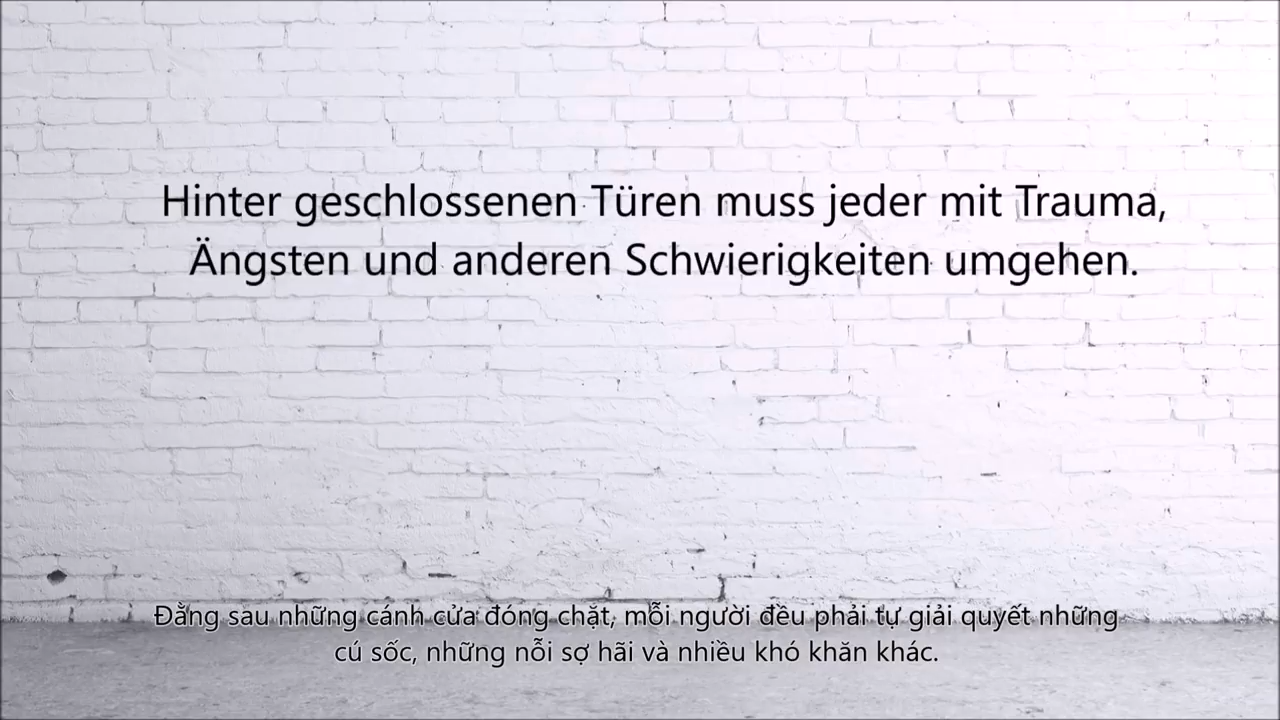 Hinter geschlossenen Türen muss jeder mit Trauma,
Ängsten und anderen Schwierigkeiten umgehen.
Đằng sau những cánh cửa đóng chặt, mỗi người đều phải tự giải quyết những
cú sốc, những nỗi sợ hãi và nhiều khó khăn khác.